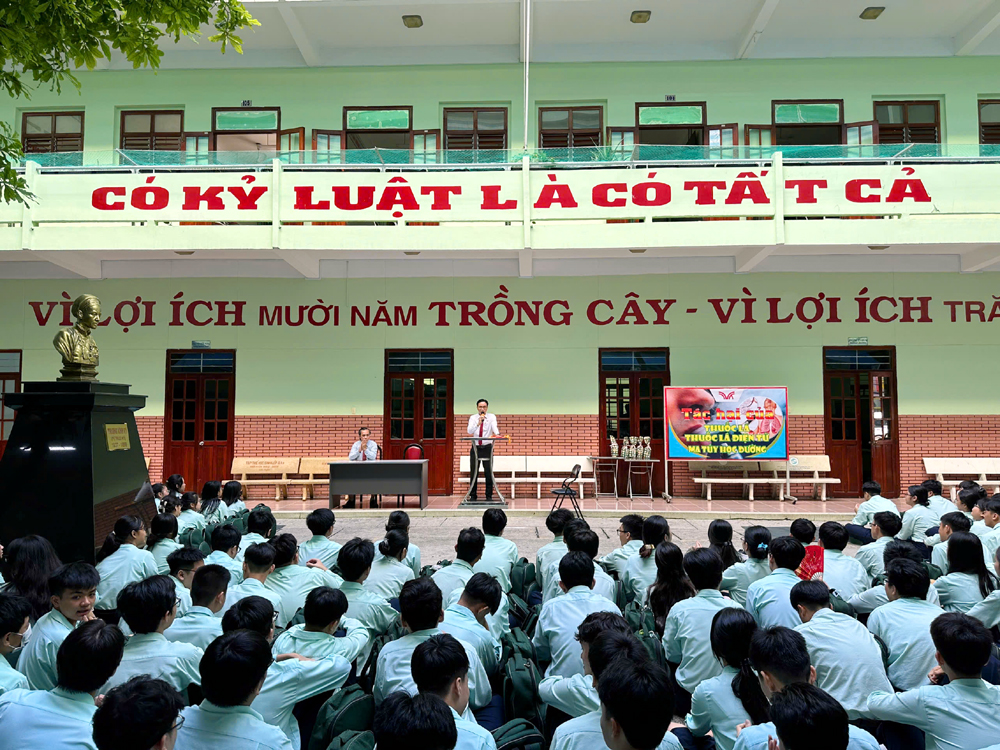 CÓ KỶ LUẬT LÀ CÓ TẤT CẢ
VÌ LỢI ÍCH MƯỜI NĂM TRỒNG CÂY - VÌ LỢI ÍCH TRĂ
Tác hại của
THUỐC LÁ
THUỐC LÁ ĐIỆN TỬ
MA TÚY HỌC ĐƯỜNG